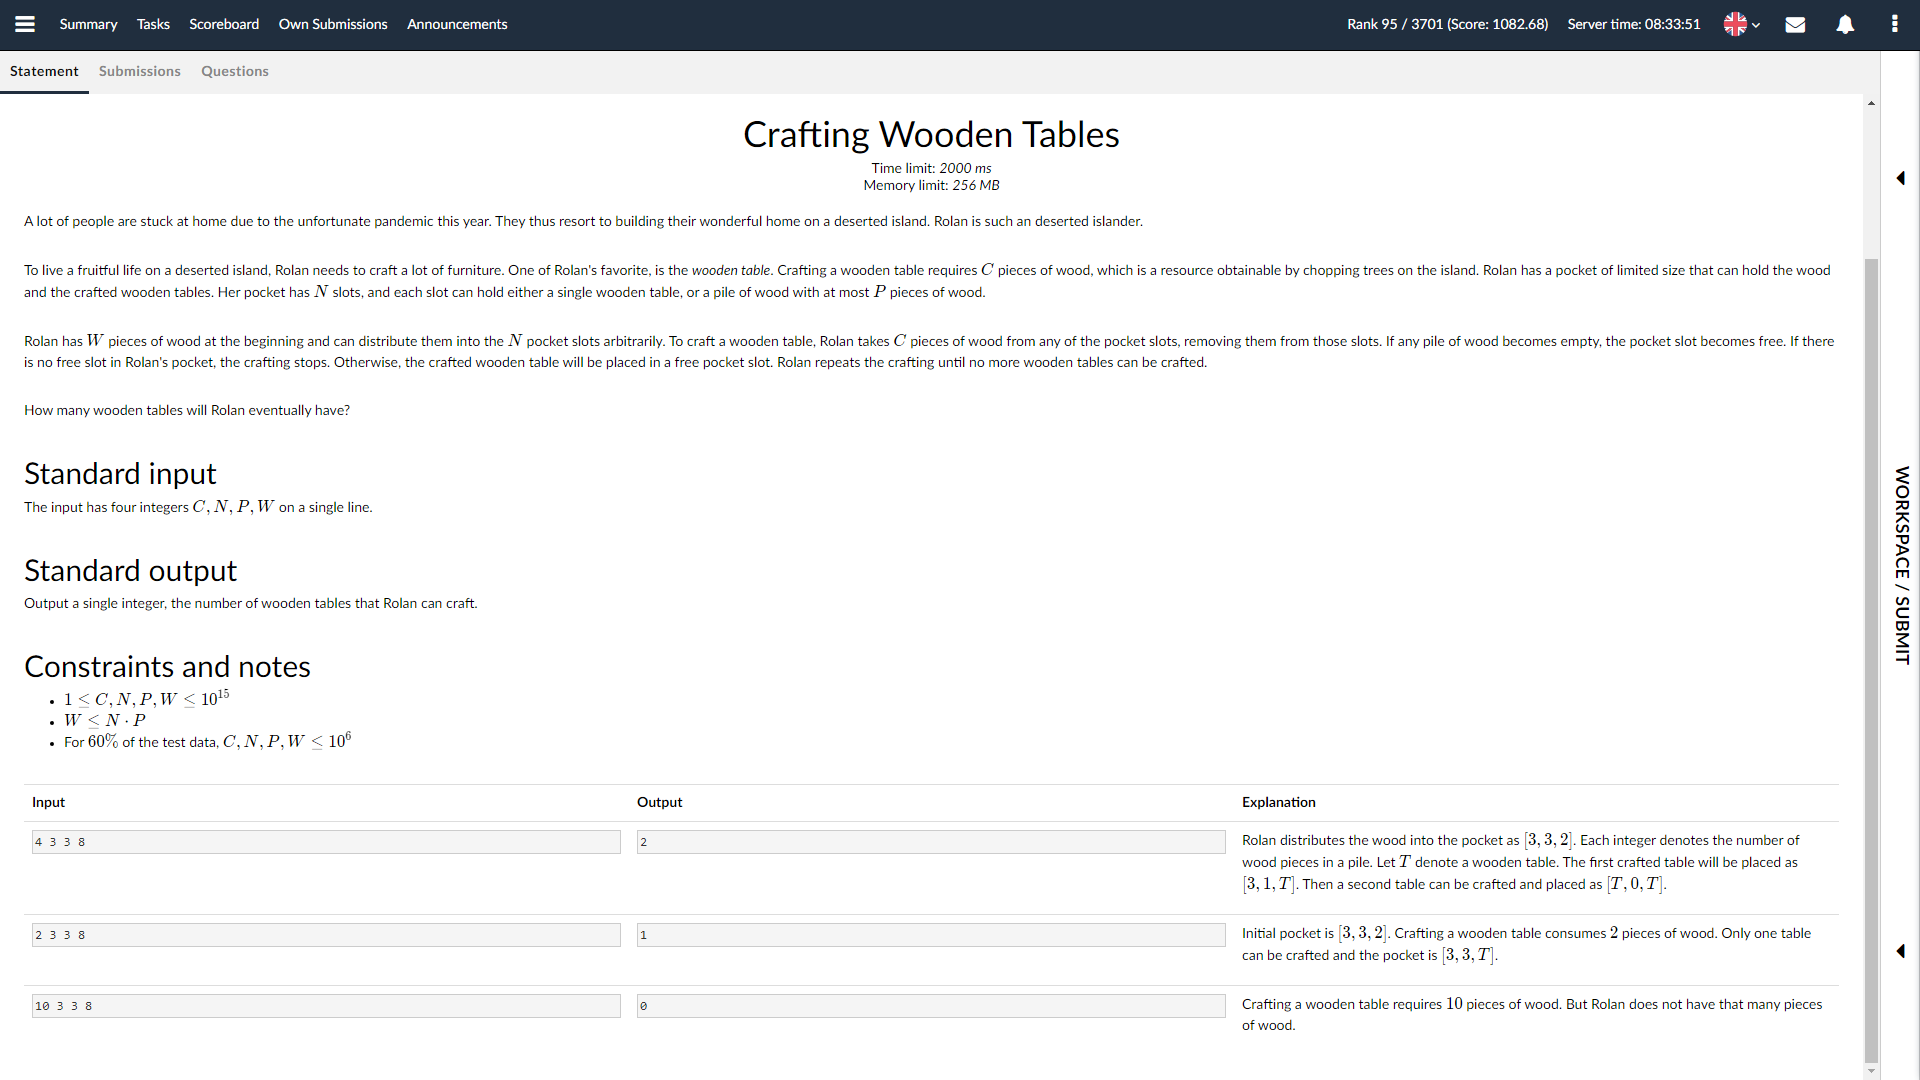 Summary Tasks Scoreboard Own Submissions Announcements Rank 95 / 3701 (Score: 1082.68) Server time: 08:33:51
Statement Submissions Questions
Crafting Wooden Tables
Time limit: 2000 ms
Memory limit: 256 MB
A lot of people are stuck at home due to the unfortunate pandemic this year. They thus resort to building their wonderful home on a deserted island. Rolan is such an deserted islander.
To live a fruitful life on a deserted island, Rolan needs to craft a lot of furniture. One of Rolan's favorite, is the wooden table. Crafting a wooden table requires C pieces of wood, which is a resource obtainable by chopping trees on the island. Rolan has a pocket of limited size that can hold the wood
and the crafted wooden tables. Her pocket has N slots, and each slot can hold either a single wooden table, or a pile of wood with at most P pieces of wood.
Rolan has W pieces of wood at the beginning and can distribute them into the N pocket slots arbitrarily. To craft a wooden table, Rolan takes C pieces of wood from any of the pocket slots, removing them from those slots. If any pile of wood becomes empty, the pocket slot becomes free. If there
is no free slot in Rolan's pocket, the crafting stops. Otherwise, the crafted wooden table will be placed in a free pocket slot. Rolan repeats the crafting until no more wooden tables can be crafted.
How many wooden tables will Rolan eventually have?
Standard input
The input has four integers C, N, P, W on a single line.
Standard output
Output a single integer, the number of wooden tables that Rolan can craft.
Constraints and notes
• 1 ≤ C, N, P, W ≤ 10^15
• W ≤ N · P
• For 60% of the test data, C, N, P, W ≤ 10^6
Input Output Explanation
4 3 3 8 2 Rolan distributes the wood into the pocket as [3, 3, 2]. Each integer denotes the number of
wood pieces in a pile. Let T denote a wooden table. The first crafted table will be placed as
[3, 1, T]. Then a second table can be crafted and placed as [T, 0, T].
2 3 3 8 1 Initial pocket is [3, 3, 2]. Crafting a wooden table consumes 2 pieces of wood. Only one table
can be crafted and the pocket is [3, 3, T].
10 3 3 8 0 Crafting a wooden table requires 10 pieces of wood. But Rolan does not have that many pieces
of wood.
WORKSPACE / SUBMIT